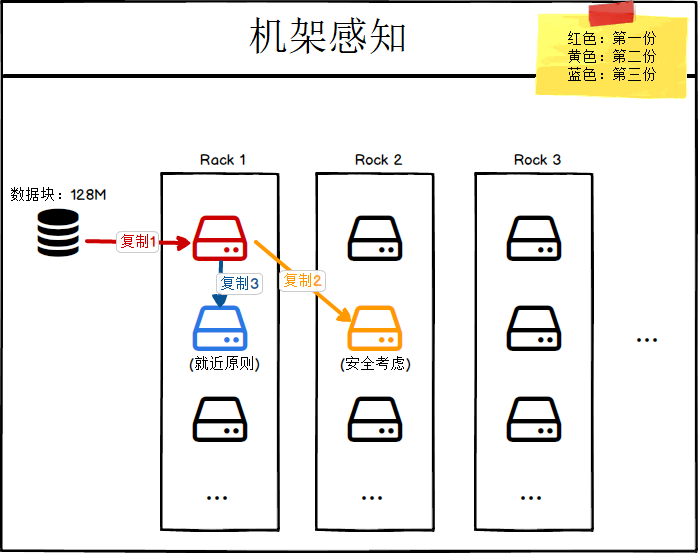 机架感知
红色：第一份
黄色：第二份
蓝色：第三份
Rack 1
Rock 2
Rock 3
数据块：128M
复制1
复制3
复制2
(就近原则)
(安全考虑)
...
...
...
...